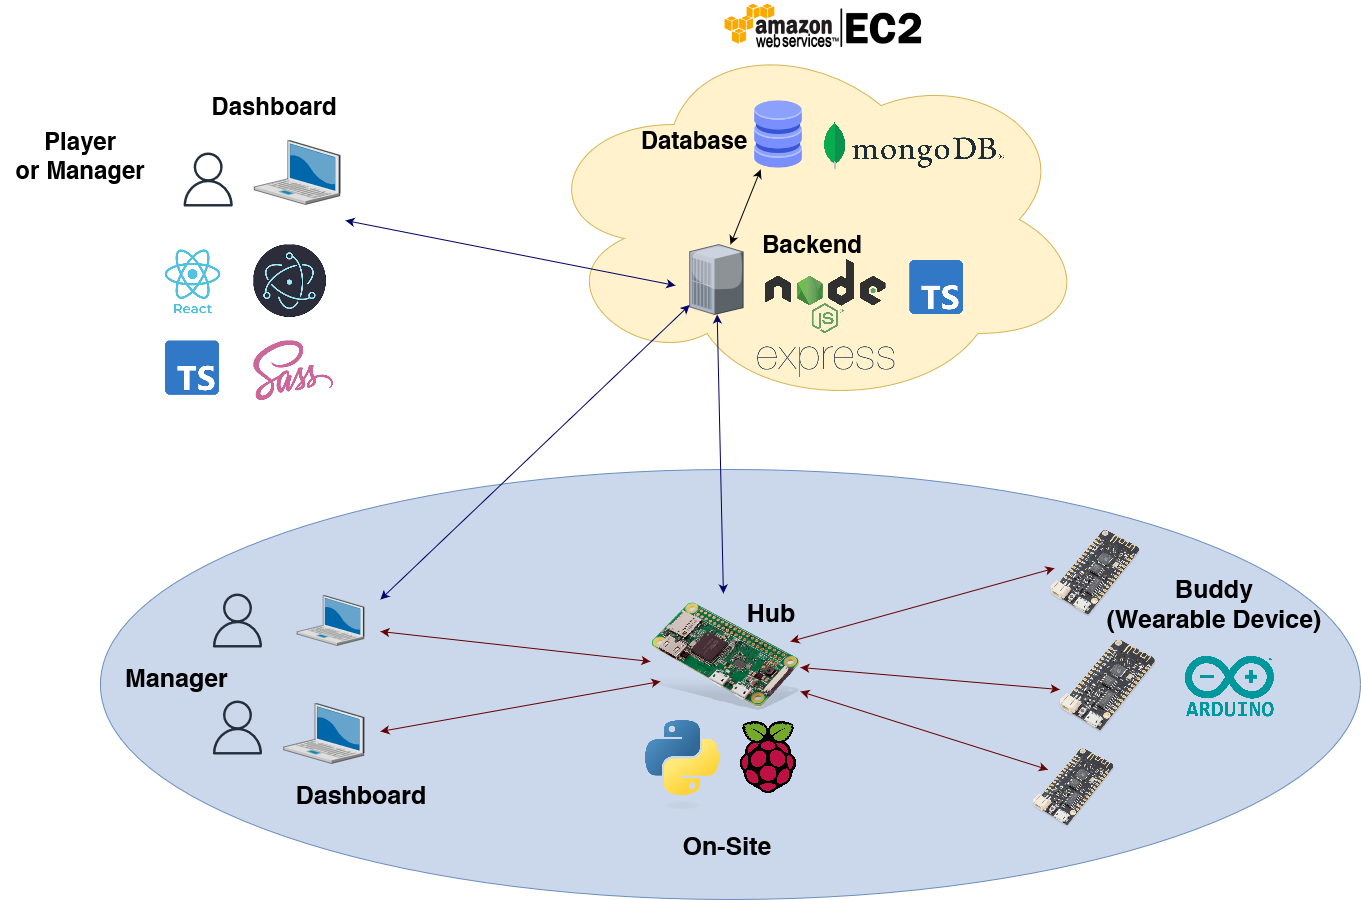 amazon
web services™
EC2
Dashboard
Player
or Manager
Database
mongoDB
Backend
node
JS
TS
express
React
TS
Sass
Hub
Buddy
(Wearable Device)
Manager
ARDUINO
Dashboard
On-Site